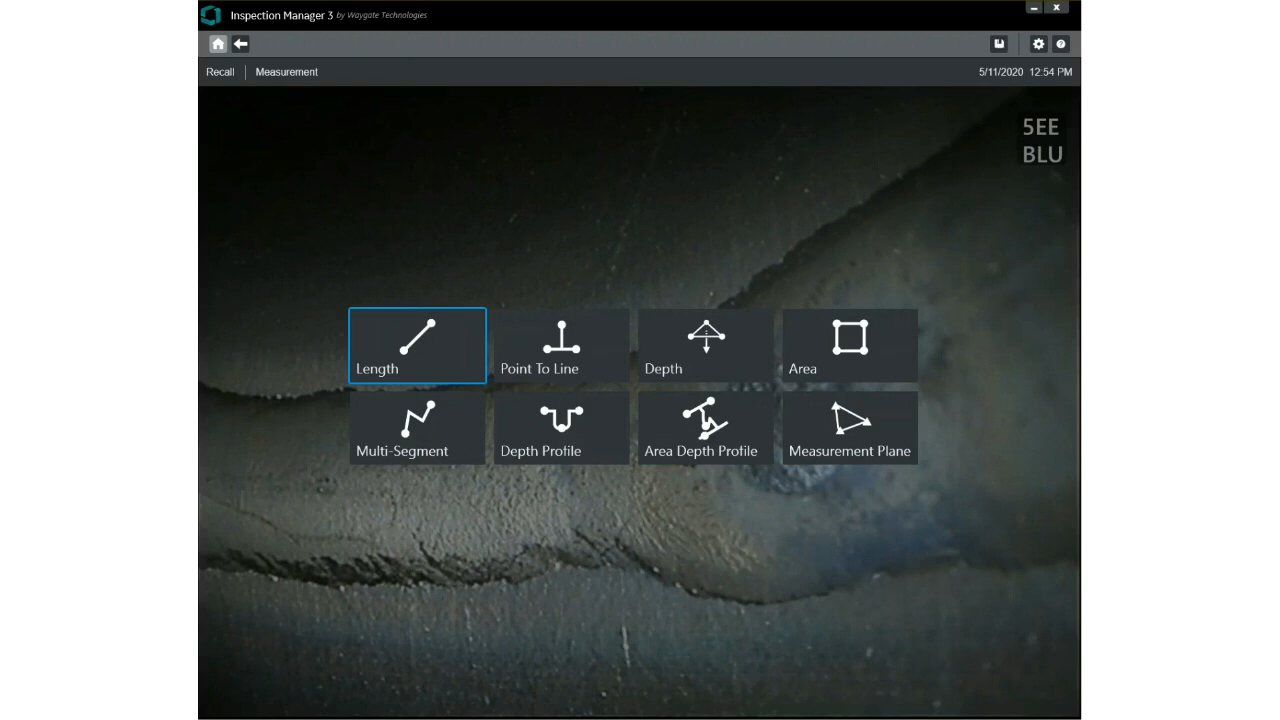 Inspection Manager 3 by Waygate Technologies
Recall Measurement 5/11/2020 12:54 PM
5EE
BLU
Length Point To Line Depth Area
Multi-Segment Depth Profile Area Depth Profile Measurement Plane